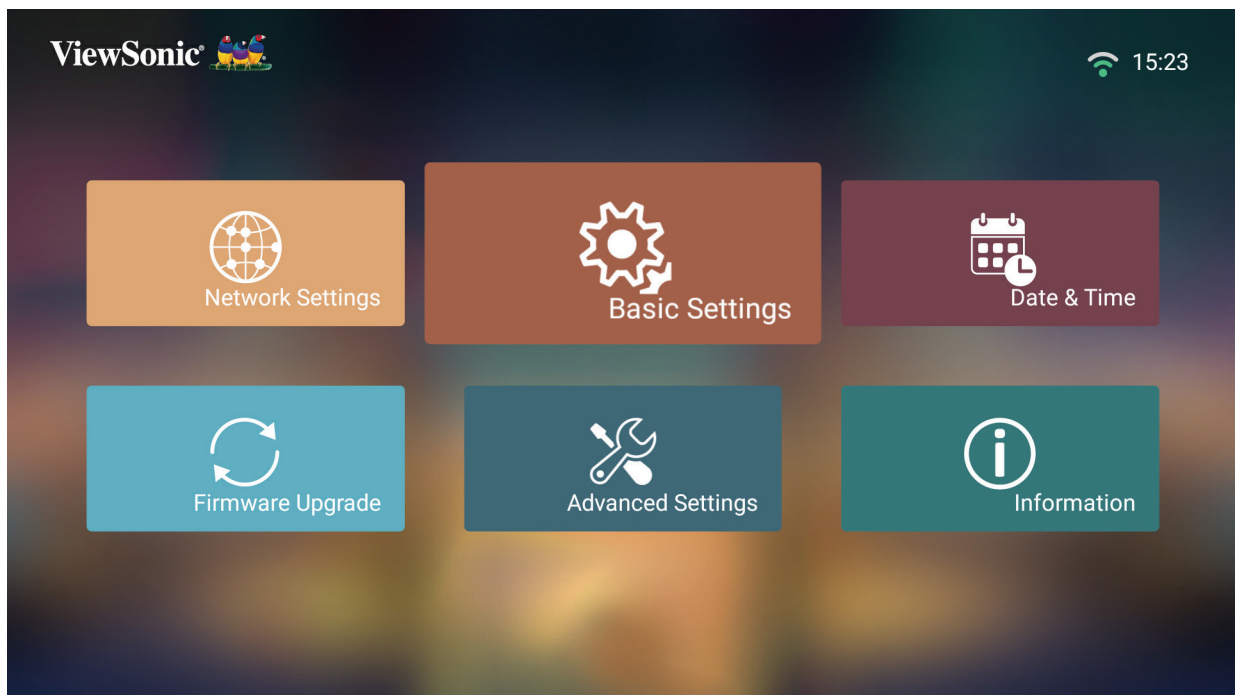 ViewSonic®
15:23
Network Settings
Basic Settings
Date & Time
Firmware Upgrade
Advanced Settings
Information